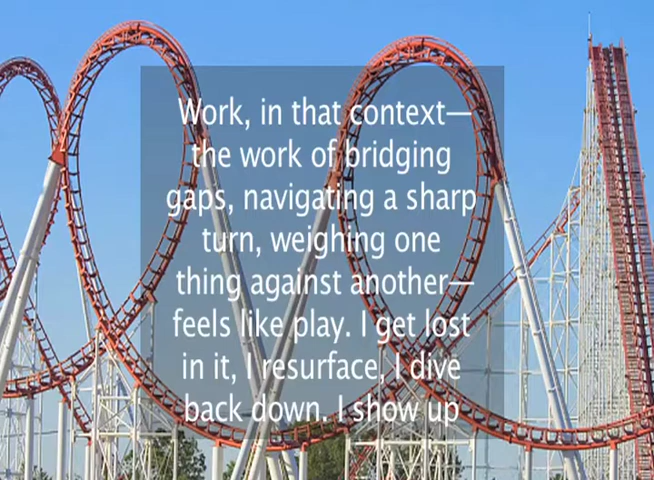 Work, in that context—
the work of bridging
gaps, navigating a sharp
turn, weighing one
thing against another—
feels like play. I get lost
in it, I resurface, I dive
back down. I show up